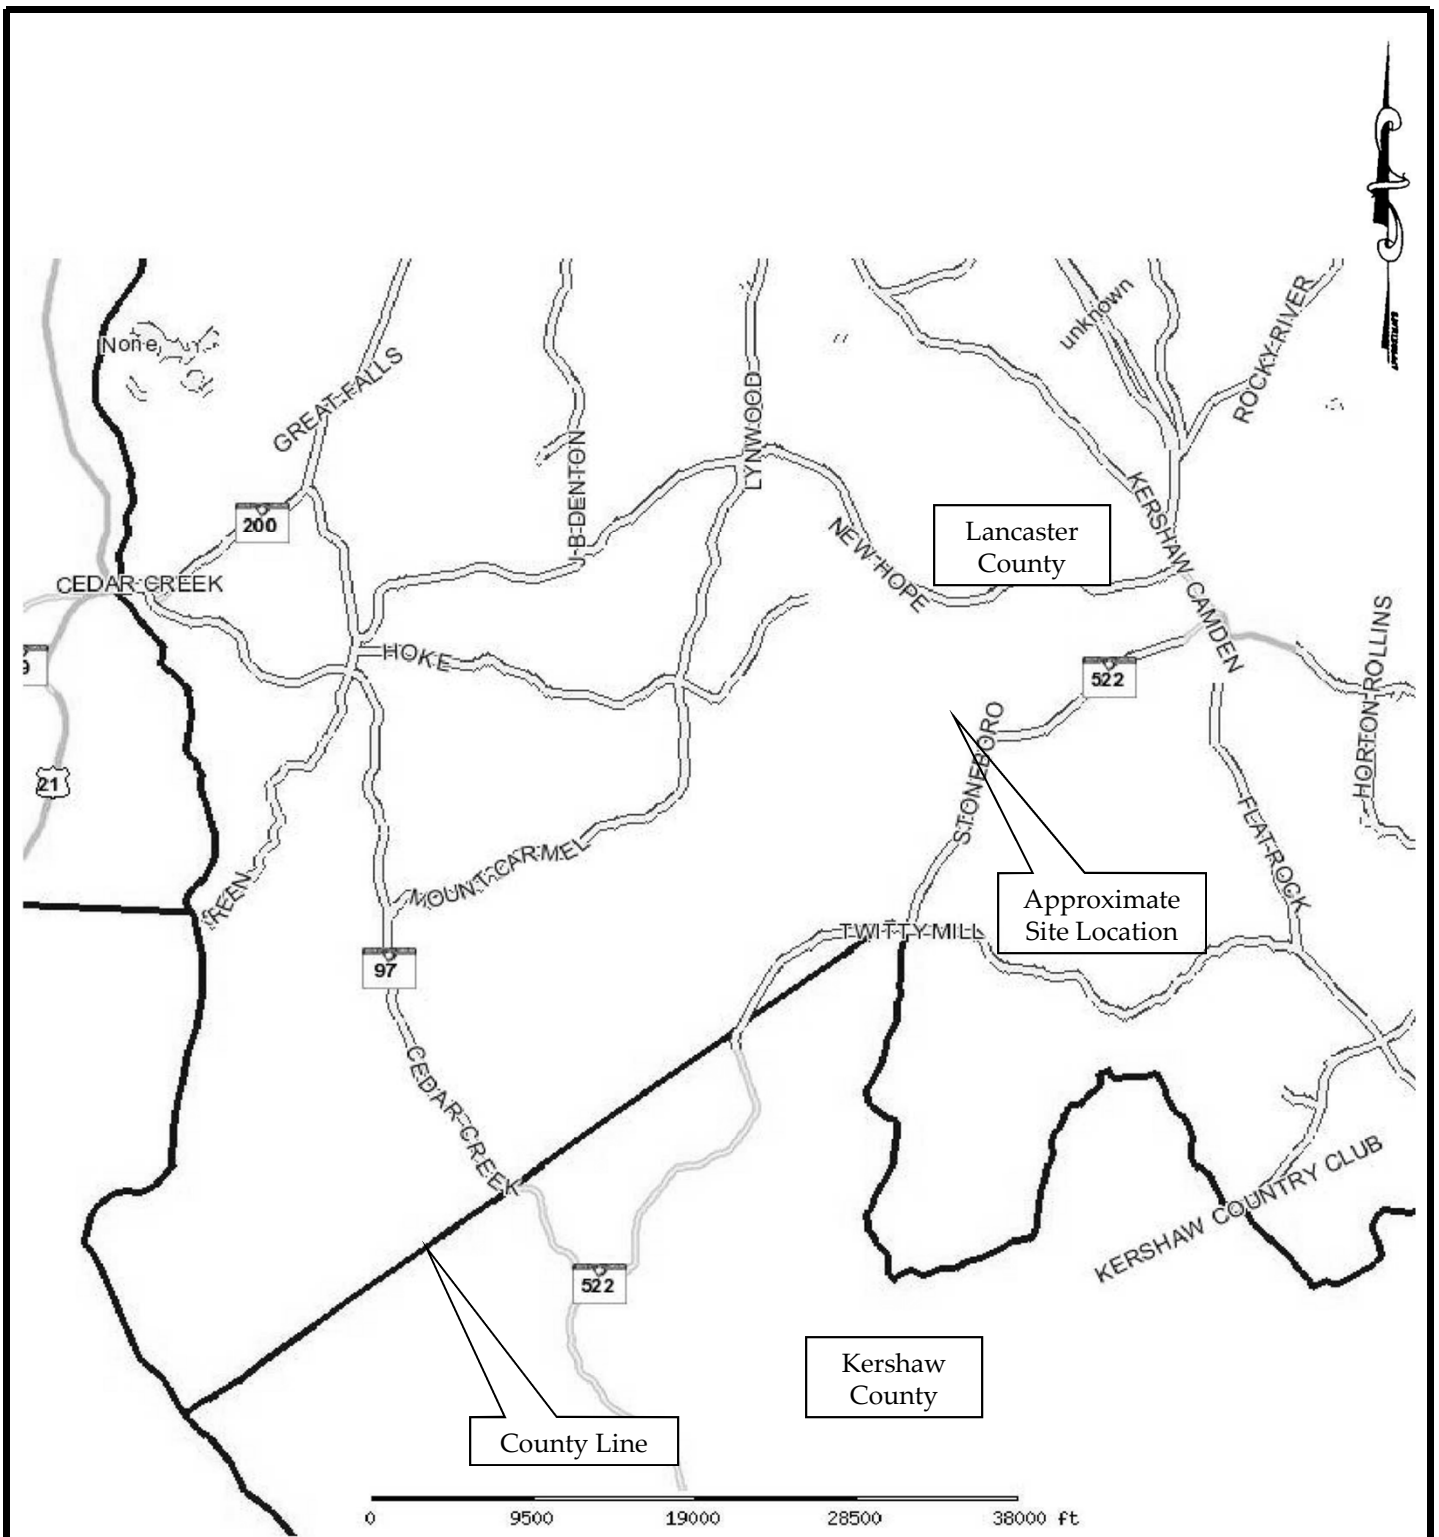 unknown
ROCKY RIVER
None
GREAT FALLS
LYNWOOD
J B DENTON
KERSHAW CAMDEN
200
NEW HOPE
Lancaster
County
CEDAR CREEK
HOKE
9
522
HORTON ROLLINS
STONEBORO
21
FLAT ROCK
MOUNT CARMEL
REEN
Approximate
Site Location
TWITTY MILL
97
CEDAR CREEK
KERSHAW COUNTRY CLUB
522
Kershaw
County
County Line
0 9500 19000 28500 38000 ft